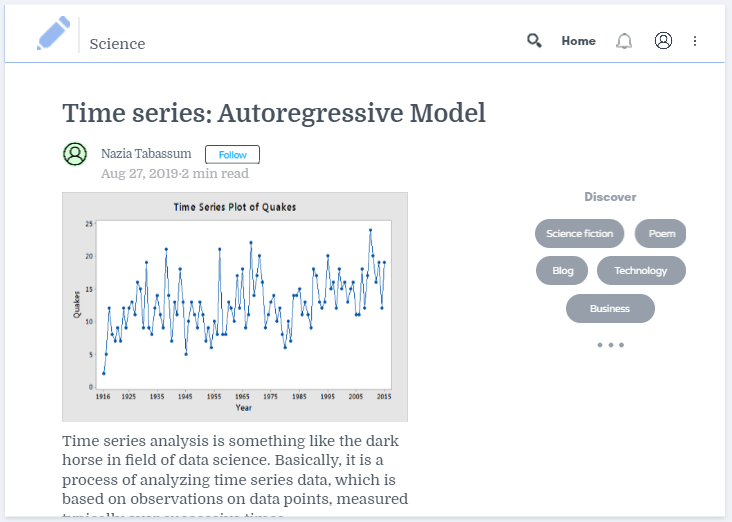 Science
Home
Time series: Autoregressive Model
Nazia Tabassum
Follow
Aug 27, 2019·2 min read
Time Series Plot of Quakes
25
20
15
10
5
0
Quakes
1916 1925 1935 1945 1955 1965 1975 1985 1995 2005 2015
Year
Discover
Science fiction
Poem
Blog
Technology
Business
Time series analysis is something like the dark
horse in field of data science. Basically, it is a
process of analyzing time series data, which is
based on observations on data points, measured
typically over successive times